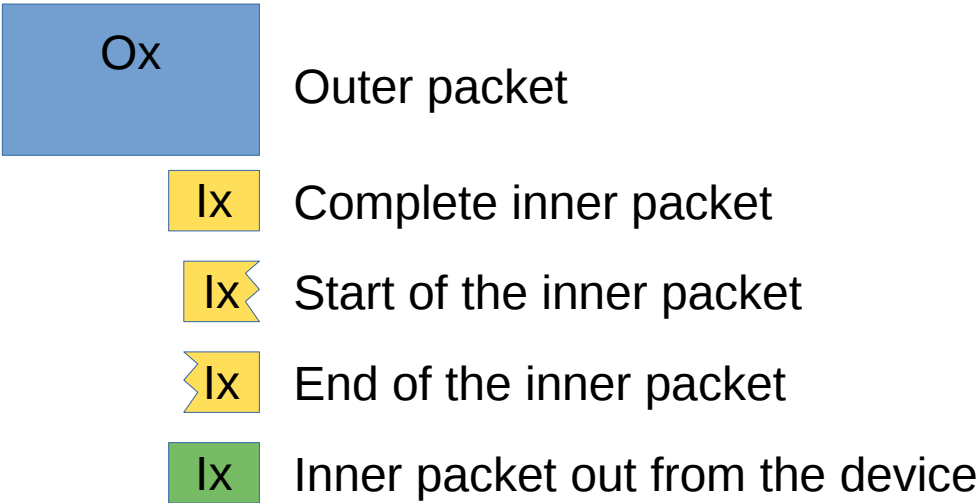 Ox
Outer packet
Ix Complete inner packet
Ix Start of the inner packet
Ix End of the inner packet
Ix Inner packet out from the device